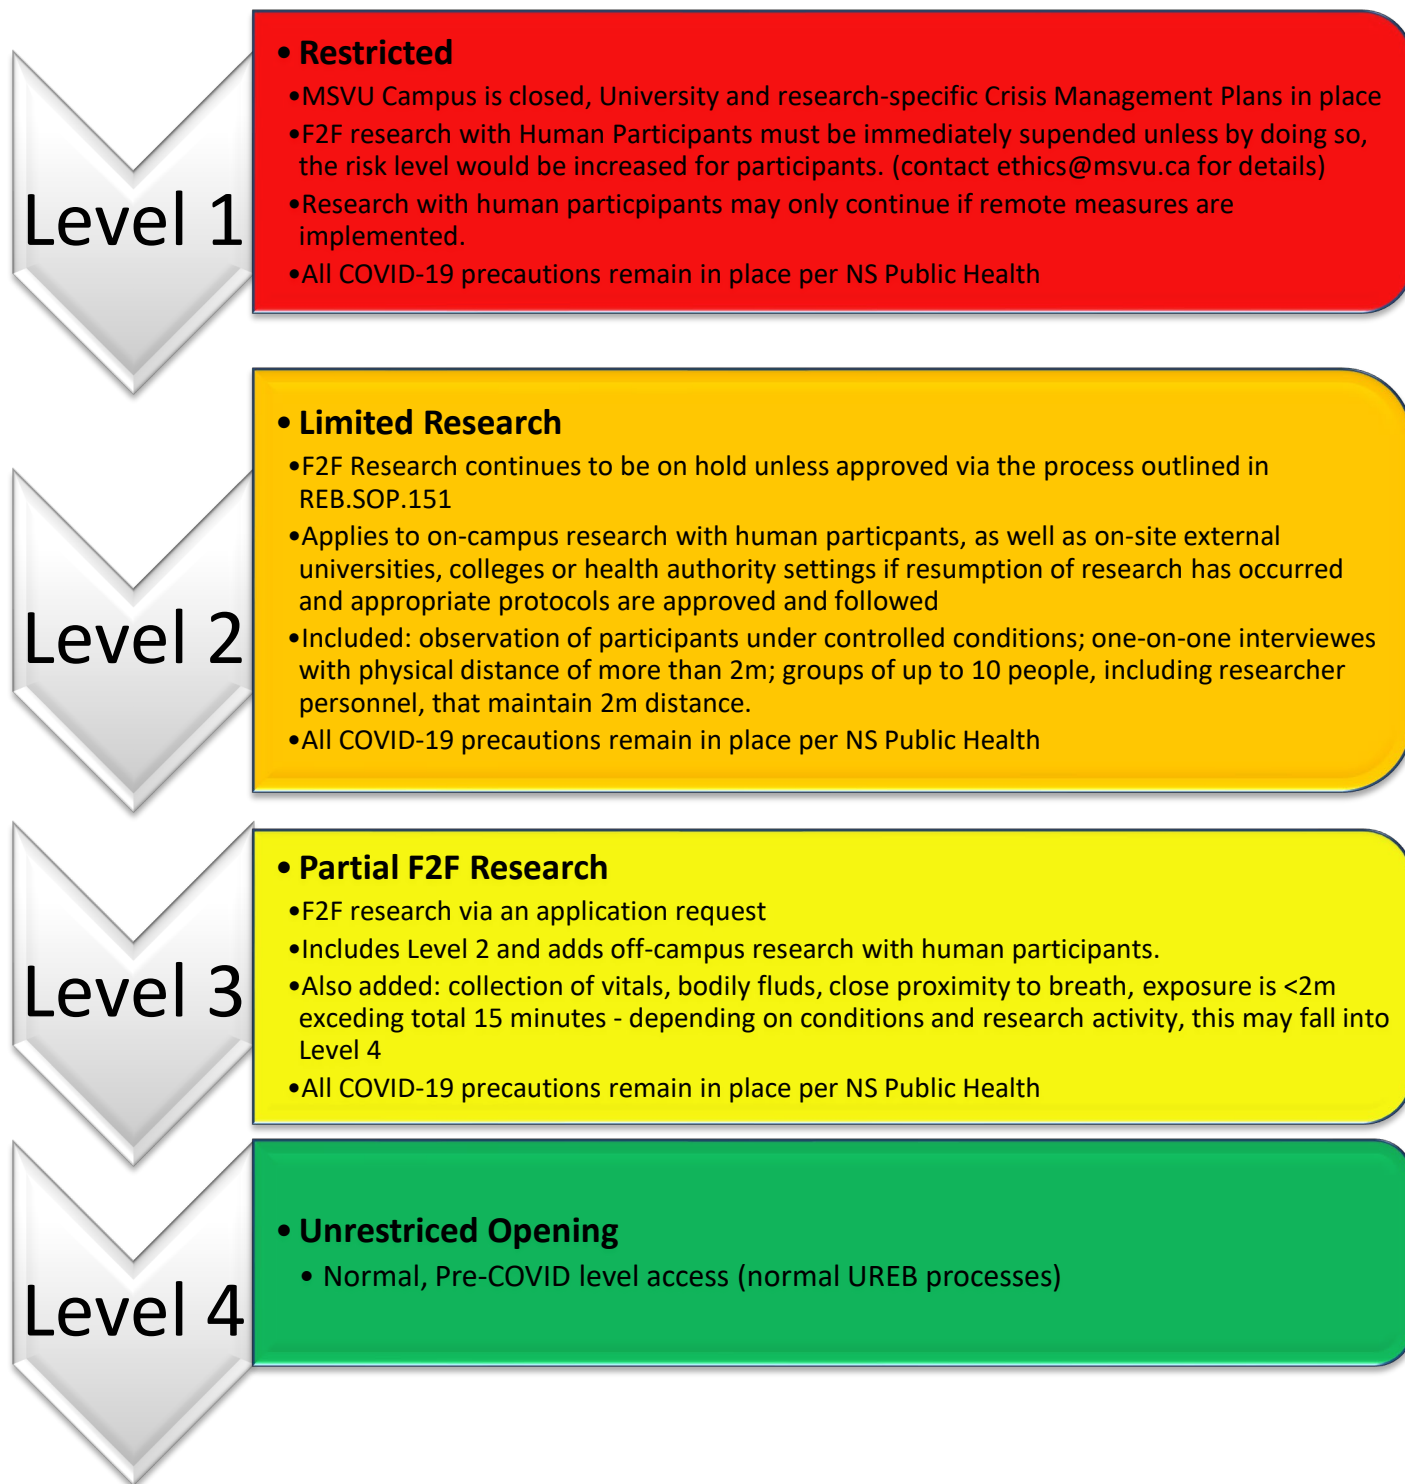 Level 1
• Restricted
•MSVU Campus is closed, University and research-specific Crisis Management Plans in place
•F2F research with Human Participants must be immediately supended unless by doing so,
the risk level would be increased for participants. (contact ethics@msvu.ca for details)
•Research with human particpipants may only continue if remote measures are
implemented.
•All COVID-19 precautions remain in place per NS Public Health
Level 2
• Limited Research
•F2F Research continues to be on hold unless approved via the process outlined in
REB.SOP.151
•Applies to on-campus research with human particpants, as well as on-site external
universities, colleges or health authority settings if resumption of research has occurred
and appropriate protocols are approved and followed
•Included: observation of participants under controlled conditions; one-on-one interviewes
with physical distance of more than 2m; groups of up to 10 people, including researcher
personnel, that maintain 2m distance.
•All COVID-19 precautions remain in place per NS Public Health
Level 3
• Partial F2F Research
•F2F research via an application request
•Includes Level 2 and adds off-campus research with human participants.
•Also added: collection of vitals, bodily fluds, close proximity to breath, exposure is <2m
exceding total 15 minutes - depending on conditions and research activity, this may fall into
Level 4
•All COVID-19 precautions remain in place per NS Public Health
Level 4
• Unrestriced Opening
• Normal, Pre-COVID level access (normal UREB processes)